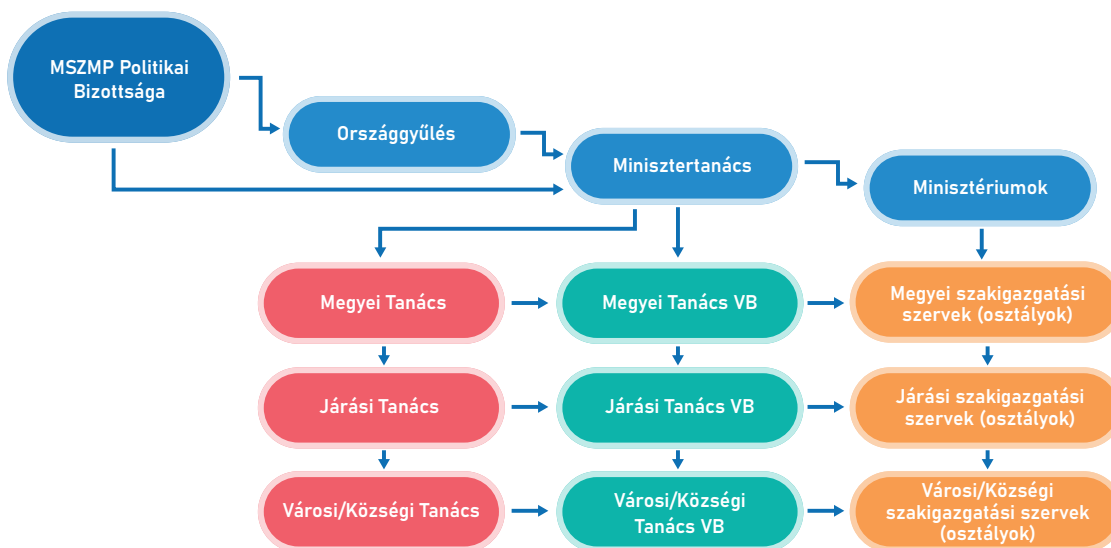 MSZMP Politikai
Bizottsága
Országgyűlés
Minisztertanács
Minisztériumok
Megyei Tanács
Megyei Tanács VB
Megyei szakigazgatási
szervek (osztályok)
Járási Tanács
Járási Tanács VB
Járási szakigazgatási
szervek (osztályok)
Városi/Községi Tanács
Városi/Községi
Tanács VB
Városi/Községi
szakigazgatási szervek
(osztályok)